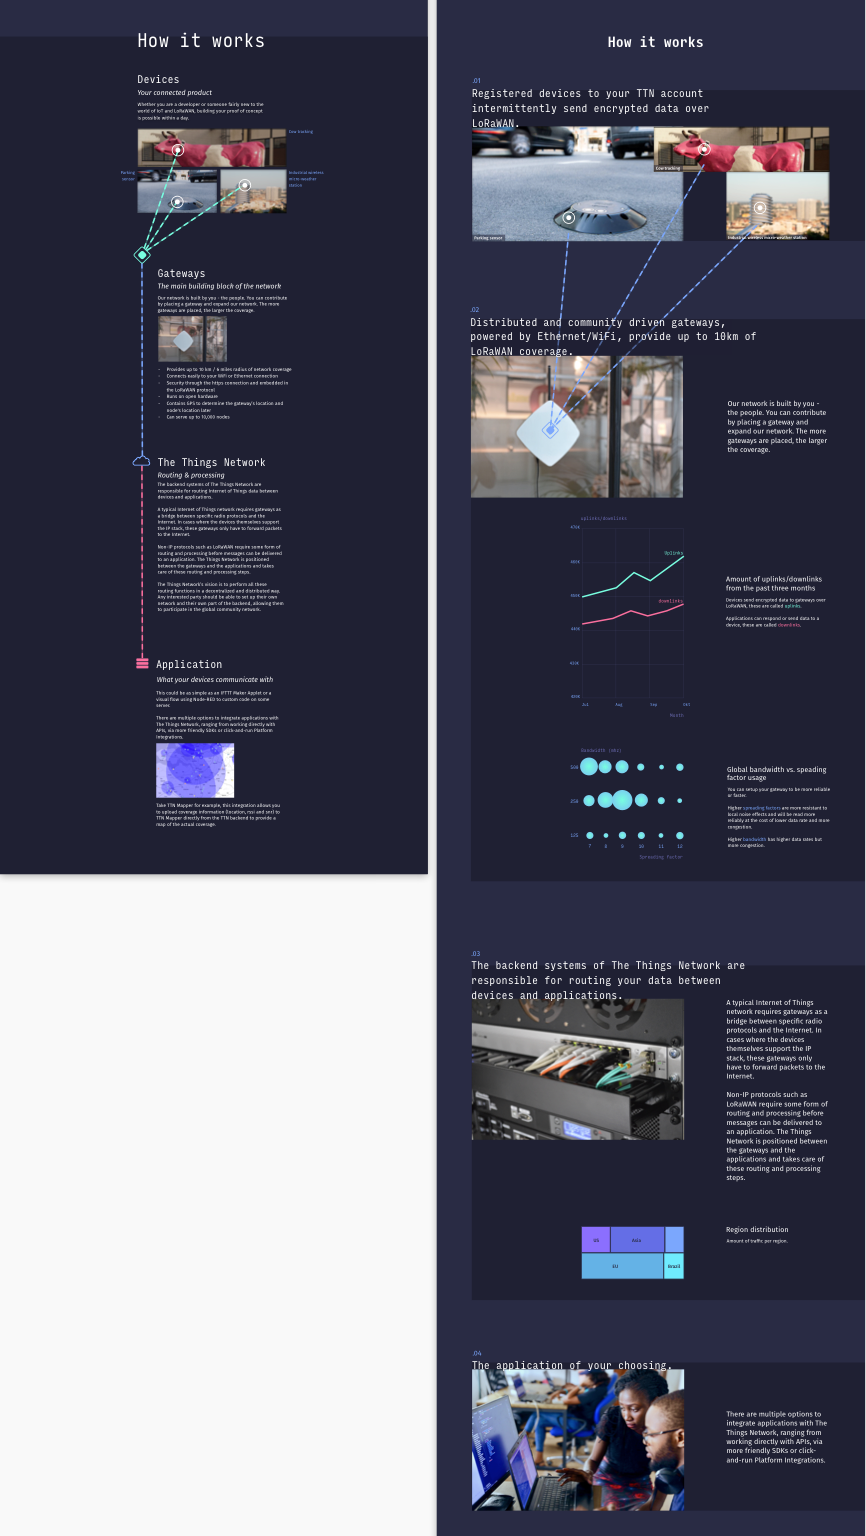 How it works
Devices
Your connected product
Whether you are a developer or someone fairly new to the
world of IoT and LoRaWAN, building your proof of concept
is possible within a day.
Cow tracking
Parking
sensor
Industrial wireless
micro-weather
station
Gateways
The main building block of the network
Our network is built by you - the people. You can contribute
by placing a gateway and expand our network. The more
gateways are placed, the larger the coverage.
- Provides up to 10 km / 6 miles radius of network coverage
- Connects easily to your WiFi or Ethernet connection
- Security through the https connection and embedded in
the LoRaWAN protocol
- Runs on open hardware
- Contains GPS to determine the gateway's location and
node's location later
- Can serve up to 10,000 nodes
The Things Network
Routing & processing
The backend systems of The Things Network are
responsible for routing Internet of Things data between
devices and applications.
A typical Internet of Things network requires gateways as
a bridge between specific radio protocols and the
Internet. In cases where the devices themselves support
the IP stack, these gateways only have to forward packets
to the Internet.
Non-IP protocols such as LoRaWAN require some form of
routing and processing before messages can be delivered
to an application. The Things Network is positioned
between the gateways and the applications and takes
care of these routing and processing steps.
The Things Network's vision is to perform all these
routing functions in a decentralized and distributed way.
Any interested party should be able to set up their own
network and their own part of the backend, allowing them
to participate in the global community network.
Application
What your devices communicate with
This could be as simple as an IFTTT Maker Applet or a
visual flow using Node-RED to custom code on some
server.
There are multiple options to integrate applications with
The Things Network, ranging from working directly with
APIs, via more friendly SDKs or click-and-run Platform
Integrations.
Take TTN Mapper for example, this integration allows you
to upload coverage information (location, rssi and snr) to
TTN Mapper directly from the TTN backend to provide a
map of the actual coverage.
How it works
.01
Registered devices to your TTN account
intermittently send encrypted data over
LoRaWAN.
Cow tracking
Parking sensor
Industrial wireless micro-weather station
.02
Distributed and community driven gateways,
powered by Ethernet/WiFi, provide up to 10km of
LoRaWAN coverage.
Our network is built by you -
the people. You can contribute
by placing a gateway and
expand our network. The more
gateways are placed, the larger
the coverage.
uplinks/downlinks
Uplinks
downlinks
440K
Jul Aug Sep Oct
Month
Amount of uplinks/downlinks
from the past three months
Devices send encrypted data to gateways over
LoRaWAN, these are called uplinks.
Applications can respond or send data to a
device, these are called downlinks.
Bandwidth (kHz)
500
250
125
7 8 9 10 11 12
Spreading Factor
Global bandwidth vs. speading
factor usage
You can setup your gateway to be more reliable
or faster.
Higher spreading factors are more resistant to
local noise effects and will be read more
reliably at the cost of lower data rate and more
congestion.
Higher bandwidth has higher data rates but
more congestion.
.03
The backend systems of The Things Network are
responsible for routing your data between
devices and applications.
A typical Internet of Things
network requires gateways as a
bridge between specific radio
protocols and the Internet. In
cases where the devices
themselves support the IP
stack, these gateways only
have to forward packets to the
Internet.
Non-IP protocols such as
LoRaWAN require some form of
routing and processing before
messages can be delivered to
an application. The Things
Network is positioned between
the gateways and the
applications and takes care of
these routing and processing
steps.
US Asia
EU Brazil
Region distribution
Amount of traffic per region.
.04
The application of your choosing.
There are multiple options to
integrate applications with The
Things Network, ranging from
working directly with APIs, via
more friendly SDKs or click-
and-run Platform Integrations.